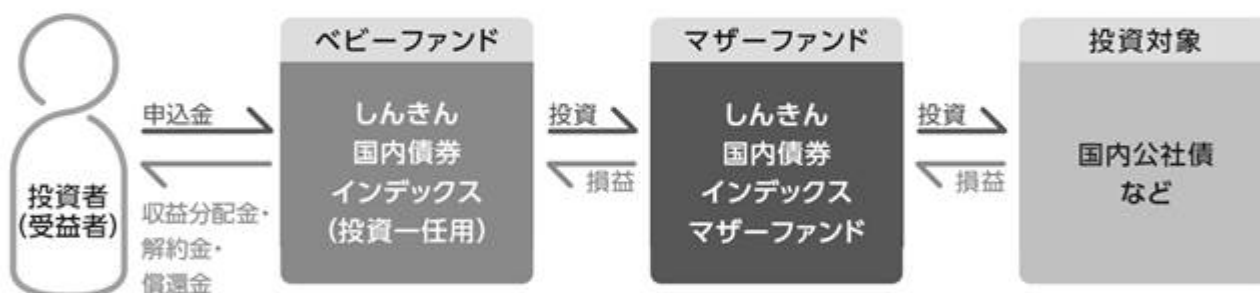 投資者
(受益者)
申込金
収益分配金・
解約金・
償還金
ベビーファンド
しんきん
国内債券
インデックス
(投資一任用)
投資
損益
マザーファンド
しんきん
国内債券
インデックス
マザーファンド
投資
損益
投資対象
国内公社債
など